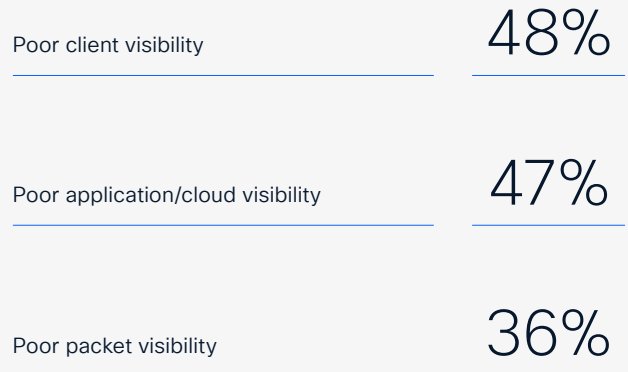 Poor client visibility 48%
Poor application/cloud visibility 47%
Poor packet visibility 36%